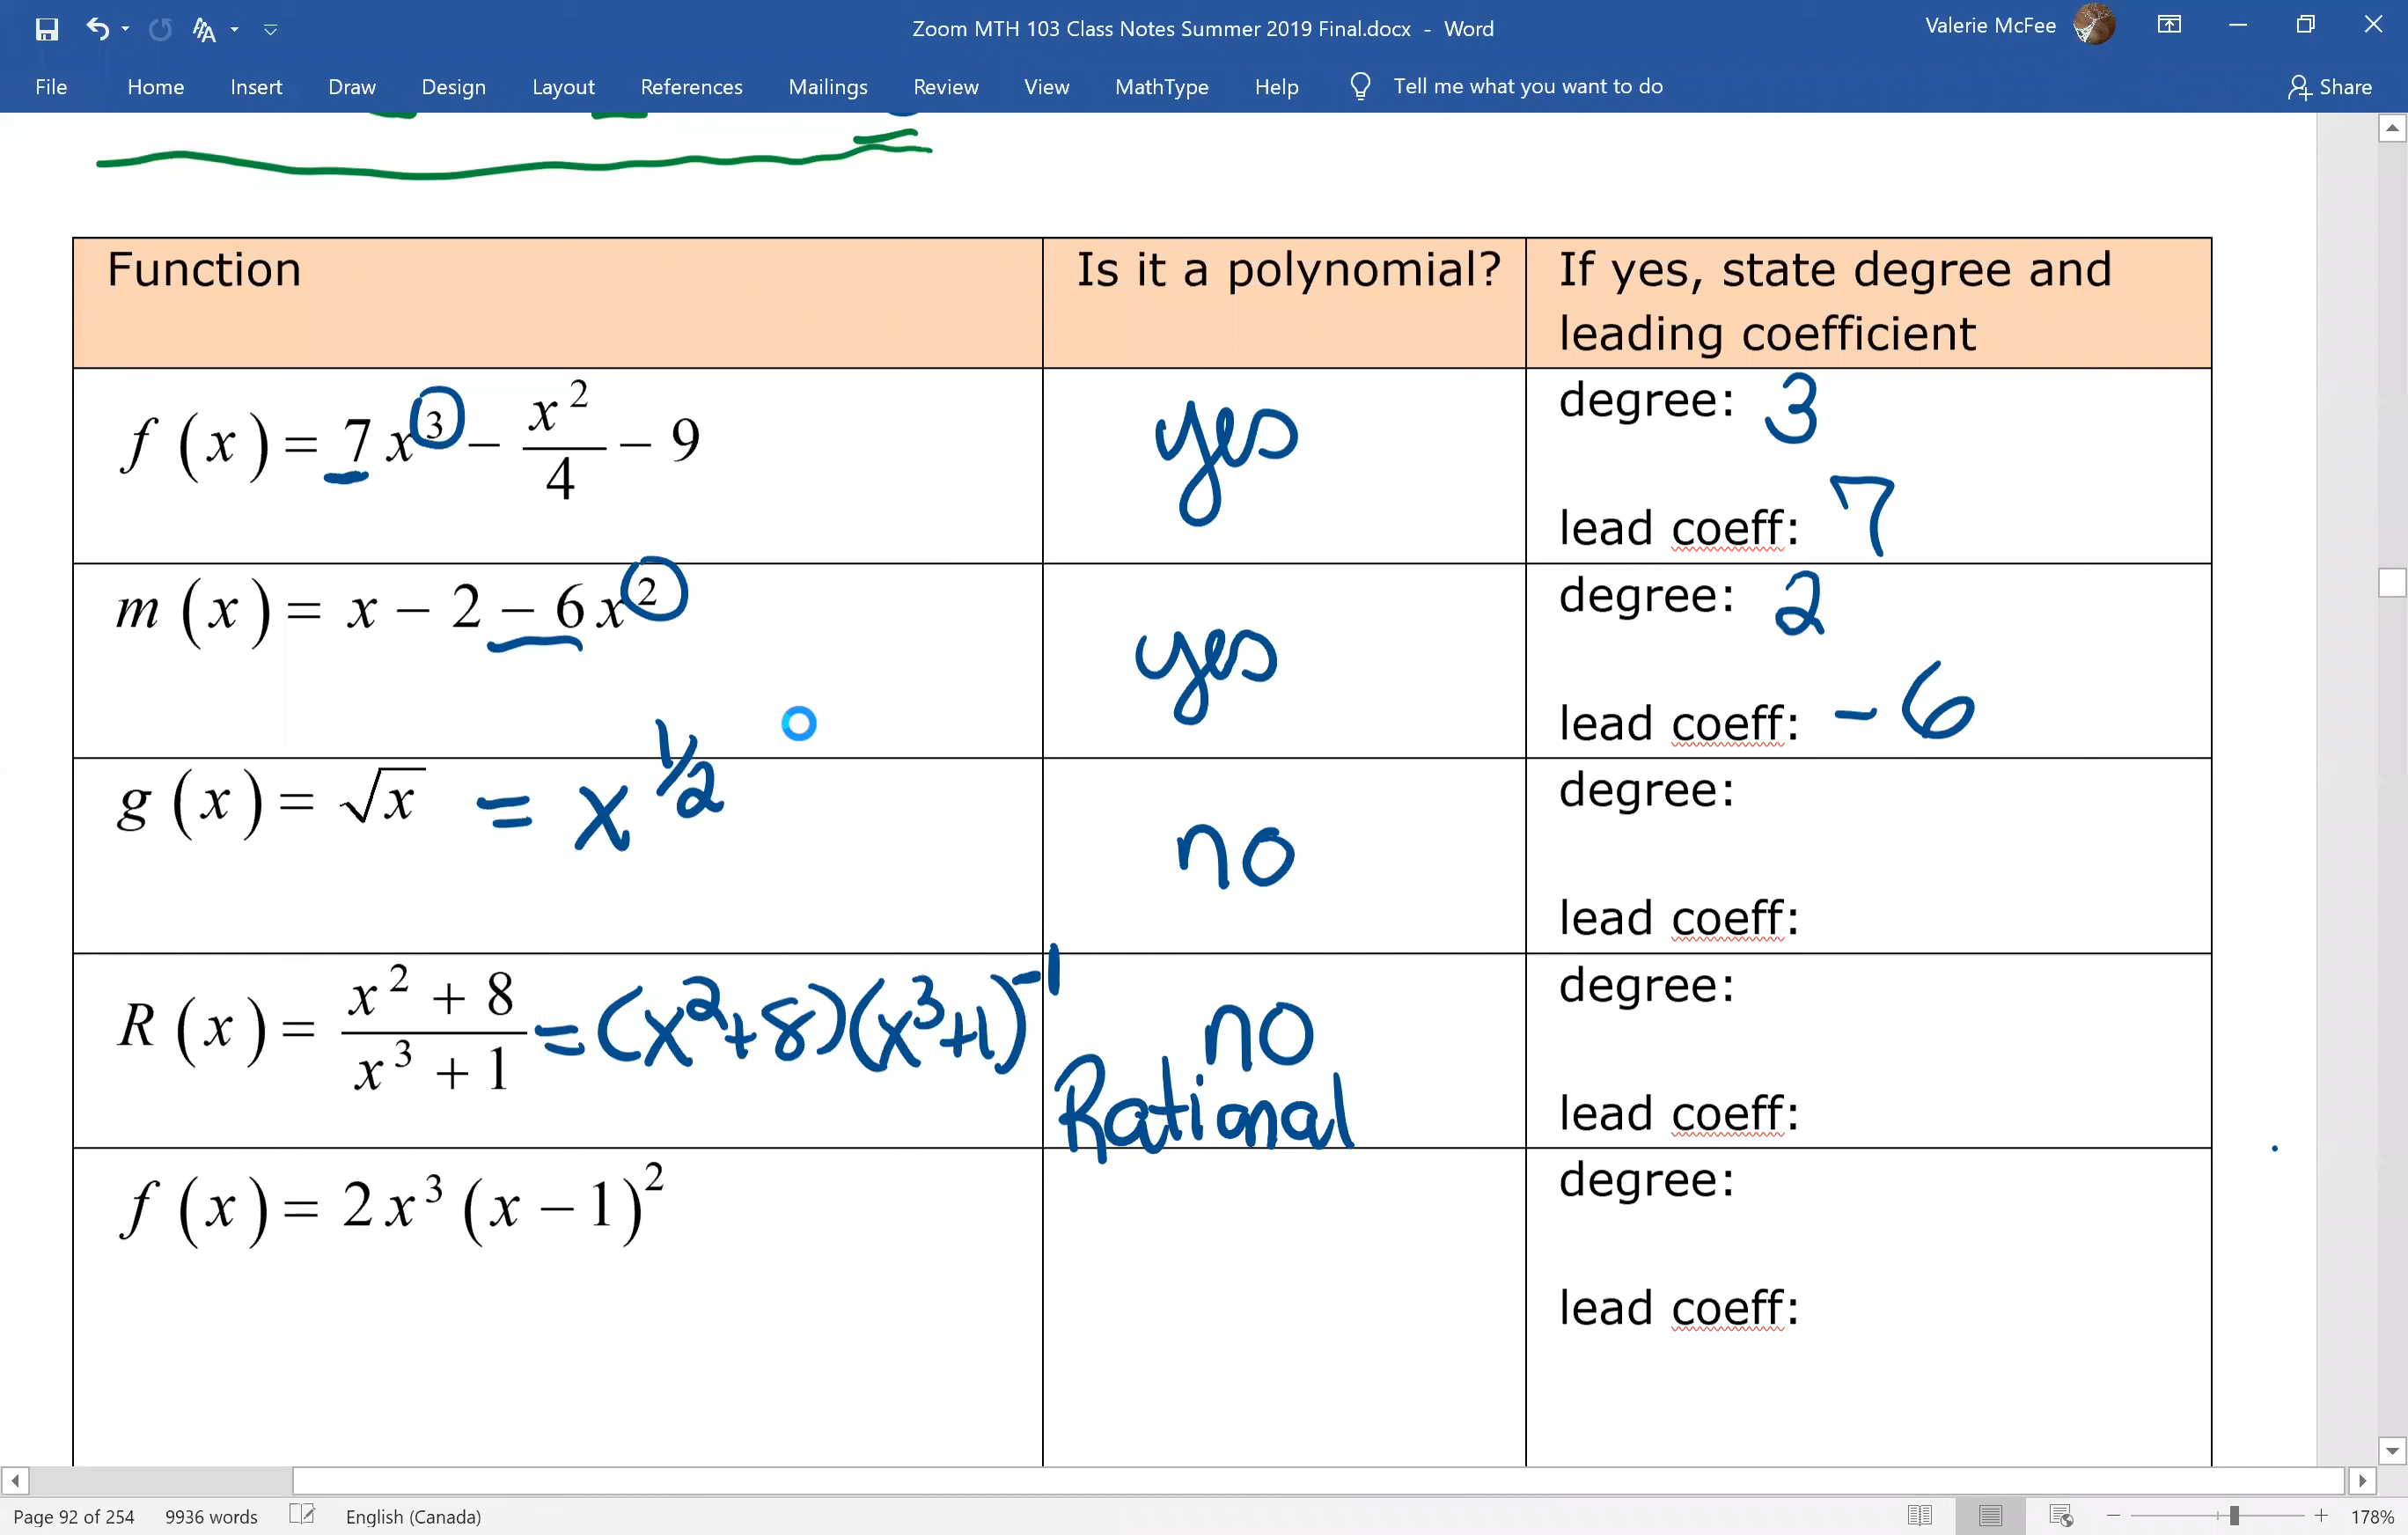 Zoom MTH 103 Class Notes Summer 2019 Final.docx - Word
Valerie McFee
File Home Insert Draw Design Layout References Mailings Review View MathType Help Tell me what you want to do Share
Function
Is it a polynomial?
If yes, state degree and
leading coefficient
f(x) = 7x³ − x²/4 − 9
yes
degree: 3
lead coeff: 7
m(x) = x − 2 − 6x²
yes
degree: 2
lead coeff: -6
g(x) = √x = x^1/2
no
degree:
lead coeff:
R(x) = (x² + 8)/(x³ + 1) = (x²+8)(x³+1)⁻¹
no
Rational
degree:
lead coeff:
f(x) = 2x³(x − 1)²
degree:
lead coeff:
Page 92 of 254 9936 words English (Canada) 178%